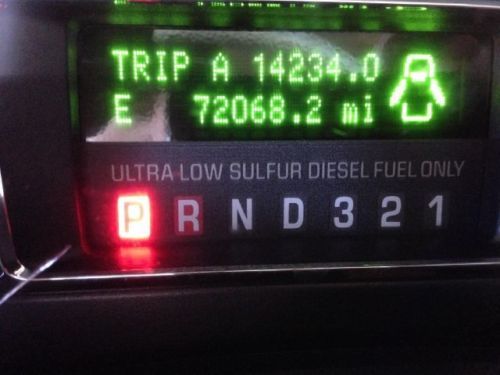 TRIP A 14234.0
E 72068.2 mi
ULTRA LOW SULFUR DIESEL FUEL ONLY
P R N D 3 2 1